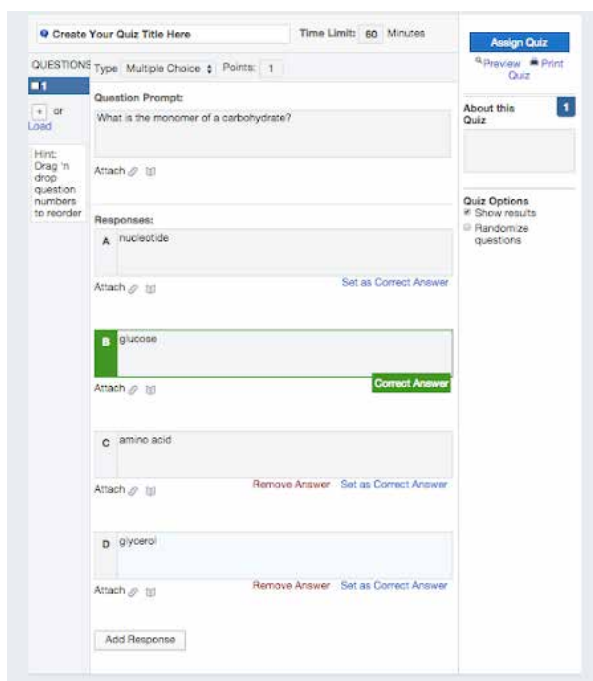 Create Your Quiz Title Here
Time Limit: 60 Minutes
QUESTIONS
1
+ or
Load
Hint:
Drag 'n
drop
question
numbers
to reorder
Type Multiple Choice Points: 1
Question Prompt:
What is the monomer of a carbohydrate?
Attach
Responses:
A nucleotide
Attach Set as Correct Answer
B glucose
Attach Correct Answer
C amino acid
Attach Remove Answer Set as Correct Answer
D glycerol
Attach Remove Answer Set as Correct Answer
Add Response
Assign Quiz
Preview Print
Quiz
About this 1
Quiz
Quiz Options
Show results
Randomize
questions